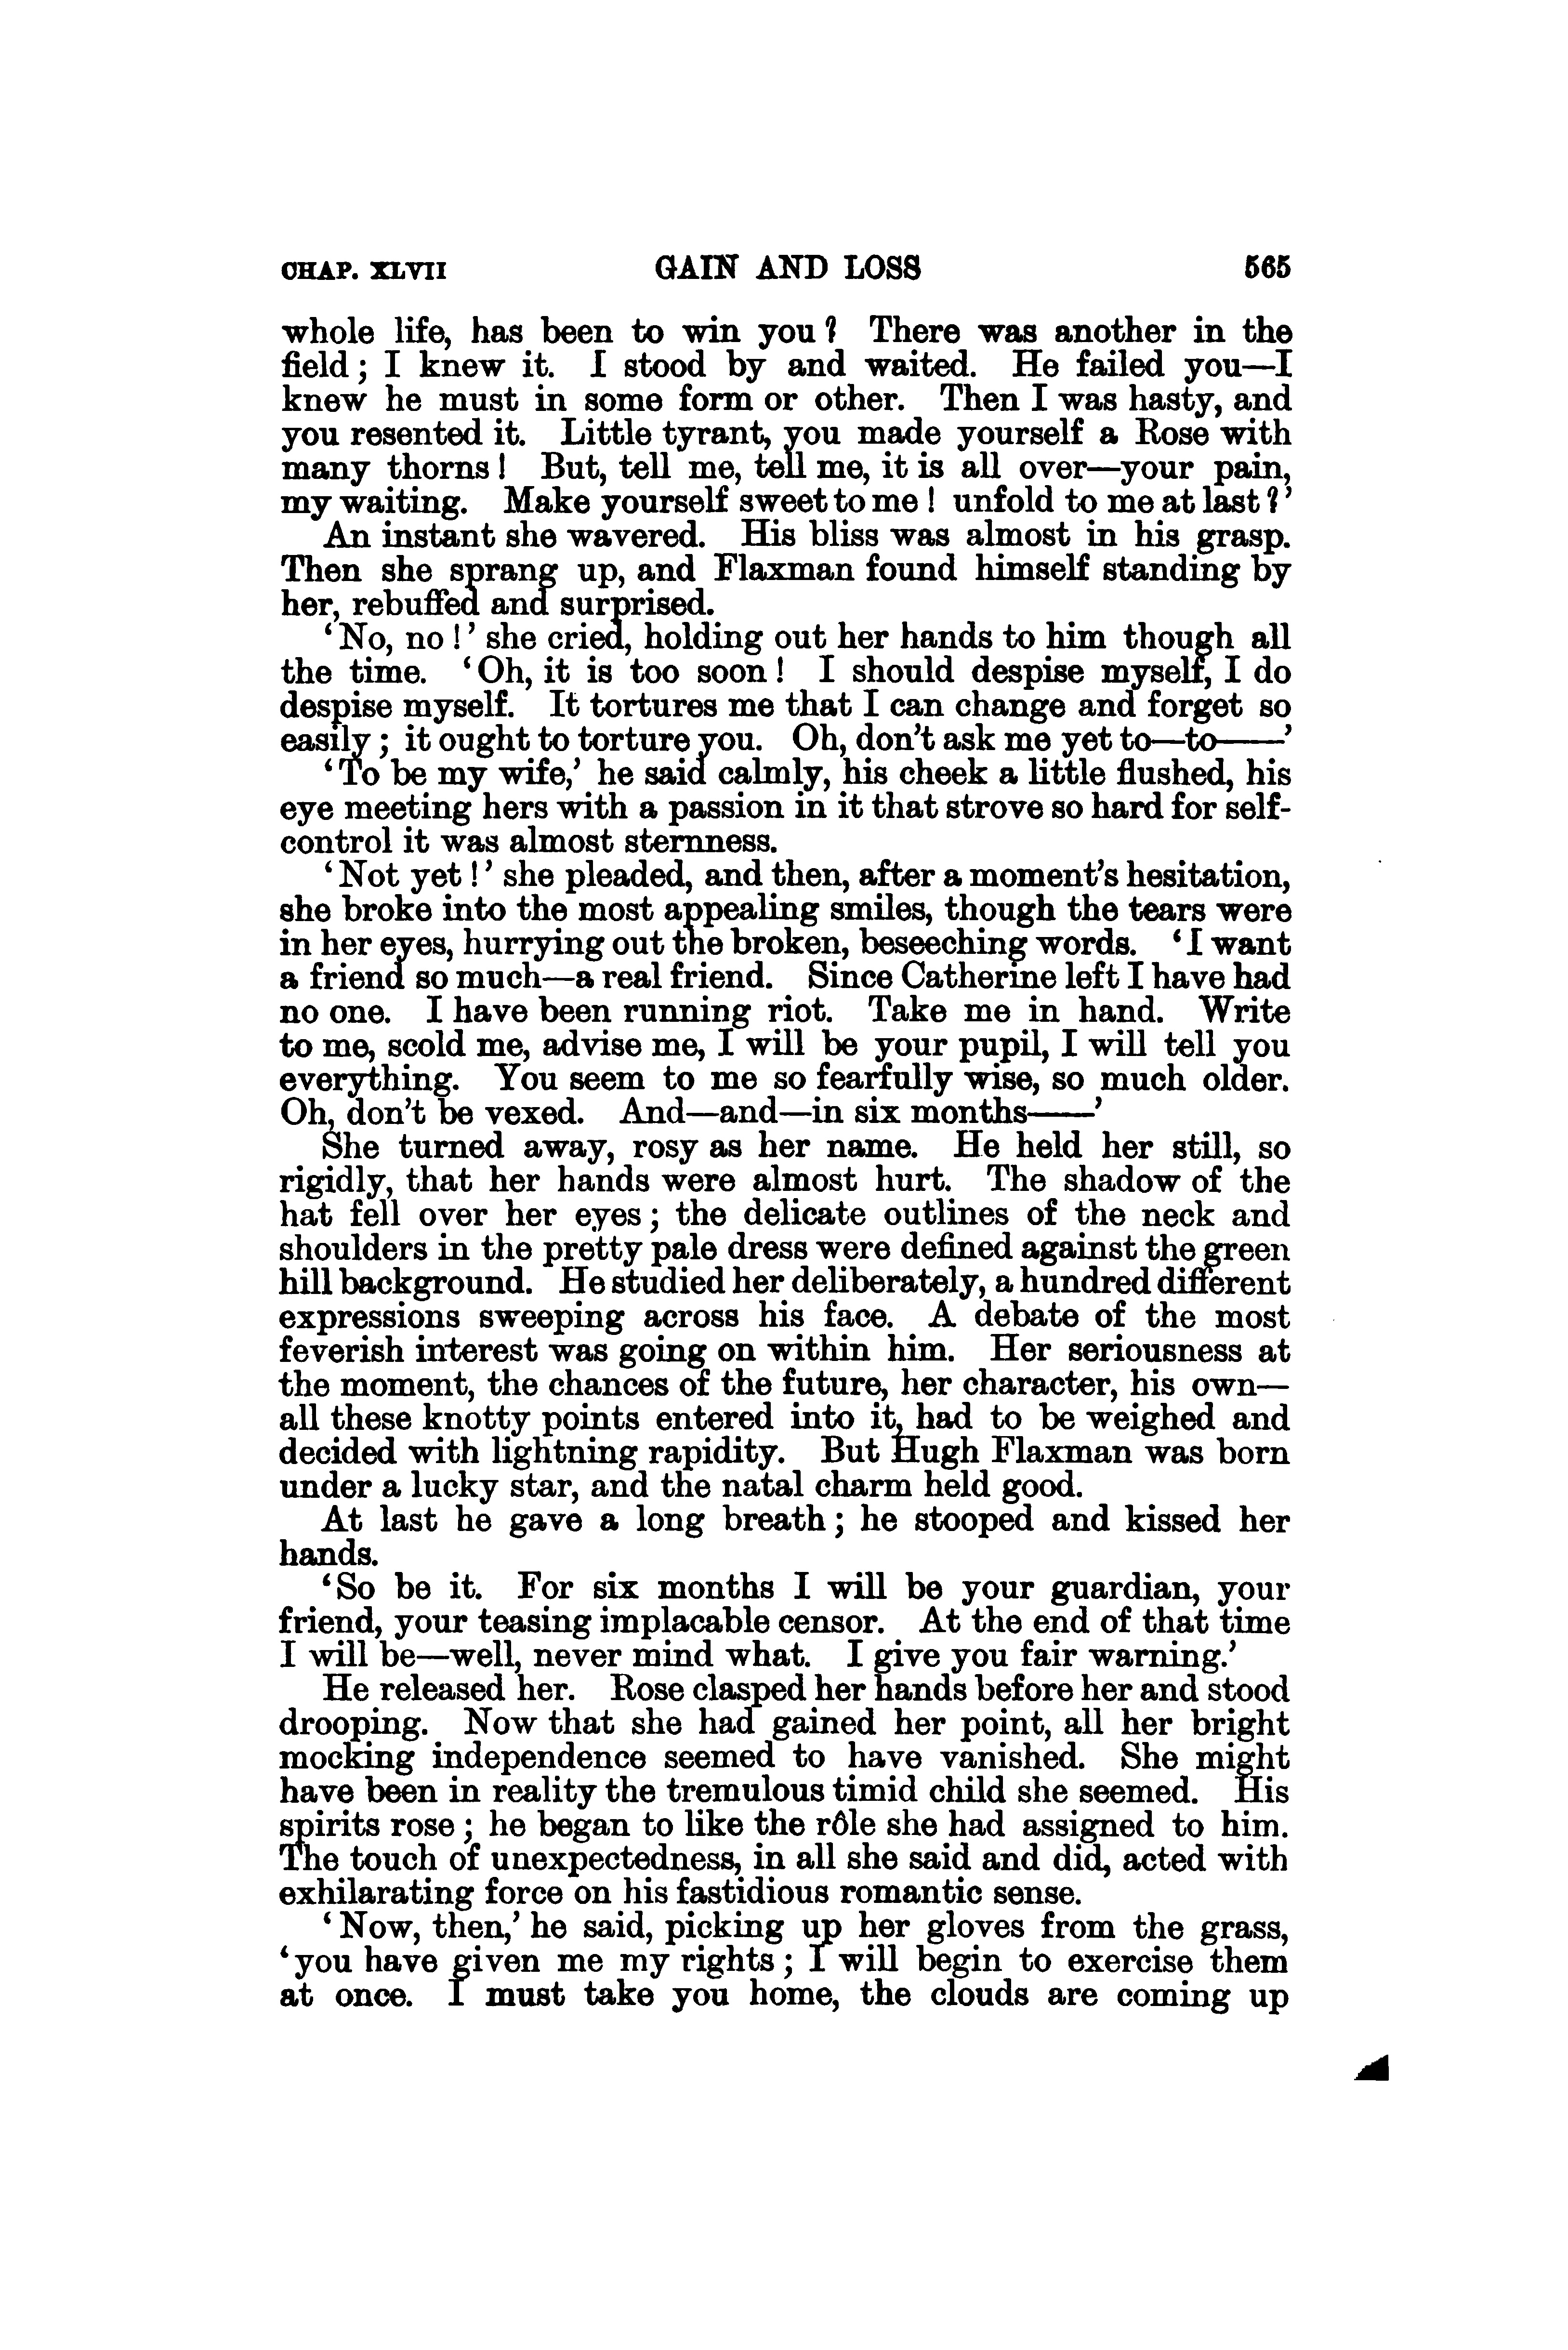 CHAP. XLVII GAIN AND LOSS 565
whole life, has been to win you? There was another in the
field; I knew it. I stood by and waited. He failed you—I
knew he must in some form or other. Then I was hasty, and
you resented it. Little tyrant, you made yourself a Rose with
many thorns! But, tell me, tell me, it is all over—your pain,
my waiting. Make yourself sweet to me! unfold to me at last?’
An instant she wavered. His bliss was almost in his grasp.
Then she sprang up, and Flaxman found himself standing by
her, rebuffed and surprised.
‘No, no!’ she cried, holding out her hands to him though all
the time. ‘Oh, it is too soon! I should despise myself, I do
despise myself. It tortures me that I can change and forget so
easily; it ought to torture you. Oh, don’t ask me yet to—to——’
‘To be my wife,’ he said calmly, his cheek a little flushed, his
eye meeting hers with a passion in it that strove so hard for self-
control it was almost sternness.
‘Not yet!’ she pleaded, and then, after a moment’s hesitation,
she broke into the most appealing smiles, though the tears were
in her eyes, hurrying out the broken, beseeching words. ‘I want
a friend so much—a real friend. Since Catherine left I have had
no one. I have been running riot. Take me in hand. Write
to me, scold me, advise me, I will be your pupil, I will tell you
everything. You seem to me so fearfully wise, so much older.
Oh, don’t be vexed. And—and—in six months——’
She turned away, rosy as her name. He held her still, so
rigidly, that her hands were almost hurt. The shadow of the
hat fell over her eyes; the delicate outlines of the neck and
shoulders in the pretty pale dress were defined against the green
hill background. He studied her deliberately, a hundred different
expressions sweeping across his face. A debate of the most
feverish interest was going on within him. Her seriousness at
the moment, the chances of the future, her character, his own—
all these knotty points entered into it, had to be weighed and
decided with lightning rapidity. But Hugh Flaxman was born
under a lucky star, and the natal charm held good.
At last he gave a long breath; he stooped and kissed her
hands.
‘So be it. For six months I will be your guardian, your
friend, your teasing implacable censor. At the end of that time
I will be—well, never mind what. I give you fair warning.’
He released her. Rose clasped her hands before her and stood
drooping. Now that she had gained her point, all her bright
mocking independence seemed to have vanished. She might
have been in reality the tremulous timid child she seemed. His
spirits rose; he began to like the rôle she had assigned to him.
The touch of unexpectedness, in all she said and did, acted with
exhilarating force on his fastidious romantic sense.
‘Now, then,’ he said, picking up her gloves from the grass,
‘you have given me my rights; I will begin to exercise them
at once. I must take you home, the clouds are coming up